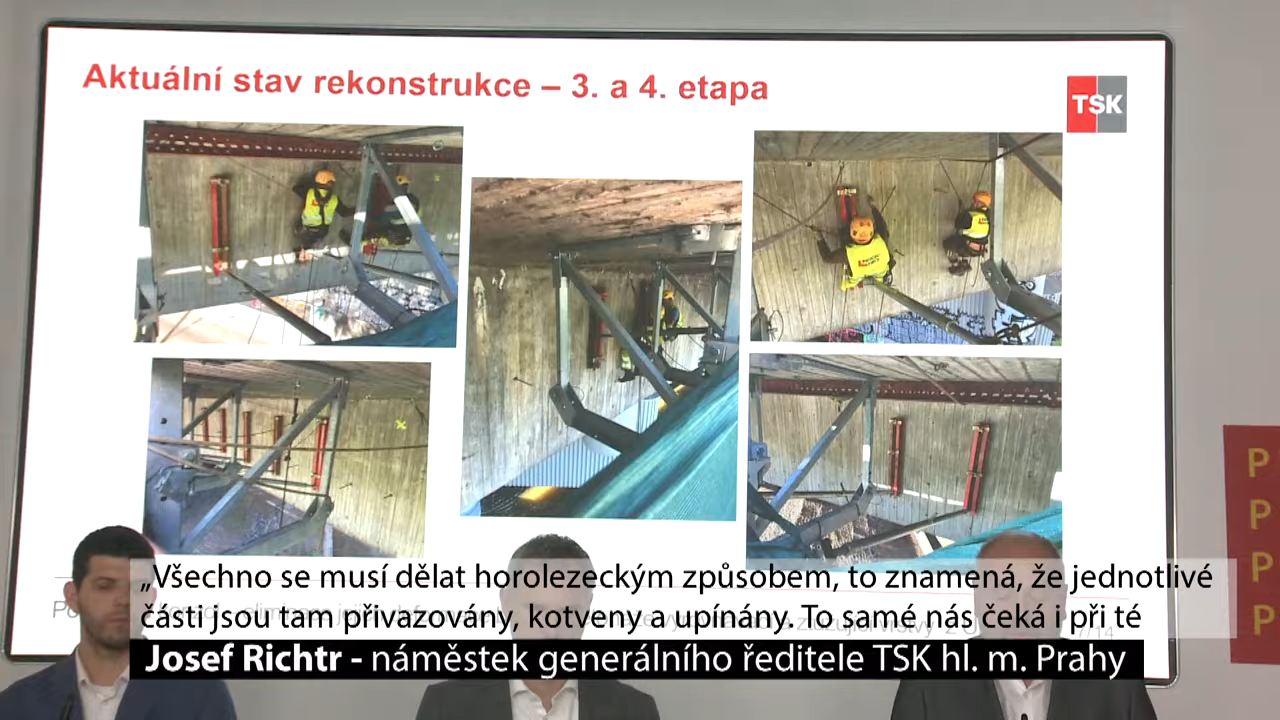 Aktuální stav rekonstrukce – 3. a 4. etapa
TSK
P
P
P
P
„Všechno se musí dělat horolezeckým způsobem, to znamená, že jednotlivé
části jsou tam přivazovány, kotveny a upínány. To samé nás čeká i při té
Josef Richtr - náměstek generálního ředitele TSK hl. m. Prahy